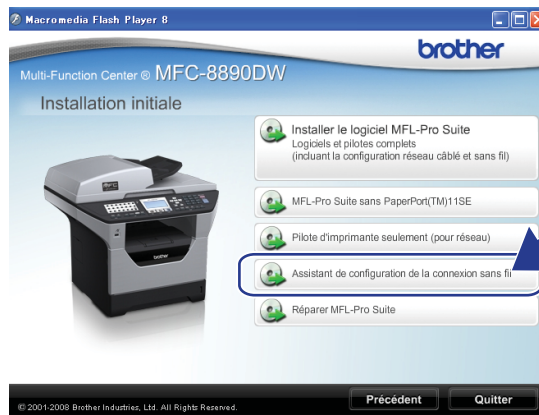 Macromedia Flash Player 8
brother
Multi-Function Center ® MFC-8890DW
Installation initiale
Installer le logiciel MFL-Pro Suite
Logiciels et pilotes complets
(incluant la configuration réseau câblé et sans fil)
MFL-Pro Suite sans PaperPort(TM)11SE
Pilote d'imprimante seulement (pour réseau)
Assistant de configuration de la connexion sans fil
Réparer MFL-Pro Suite
© 2001-2008 Brother Industries, Ltd. All Rights Reserved.
Précédent
Quitter